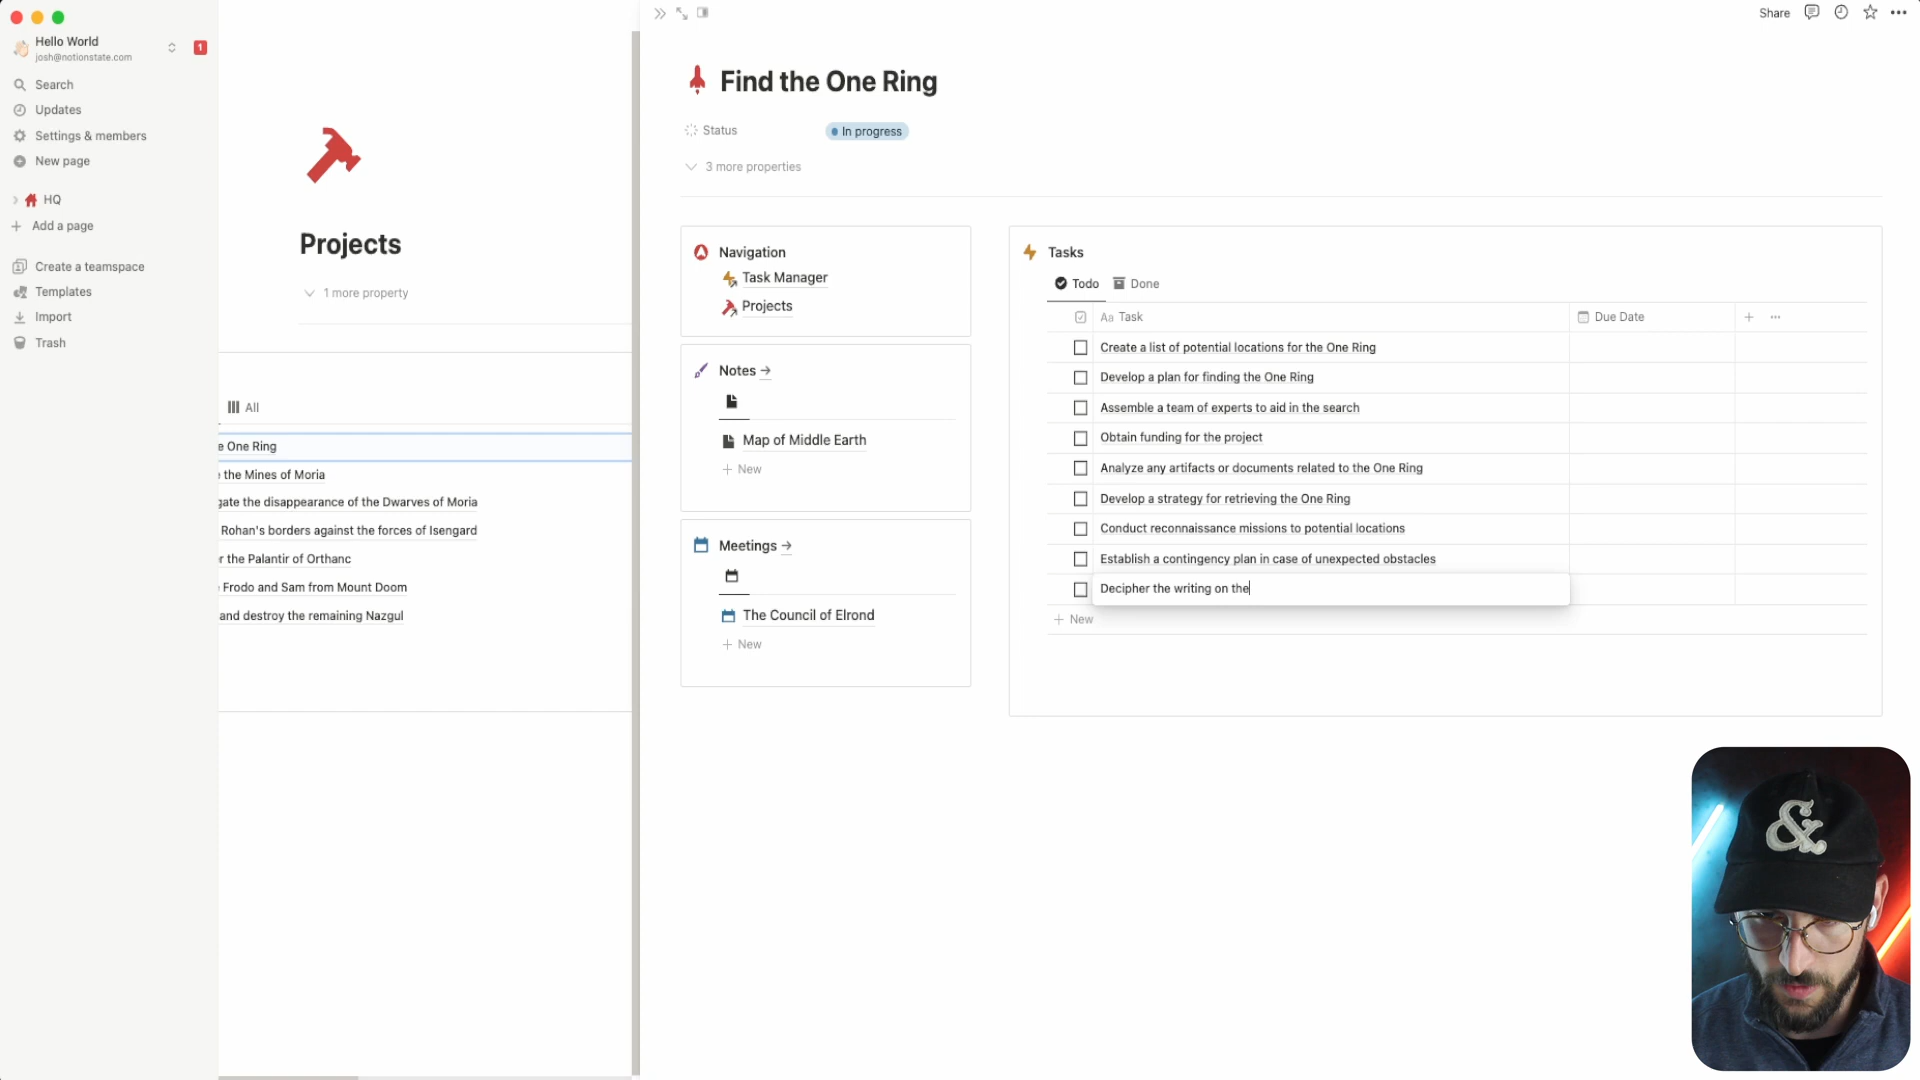 Hello World
josh@notionstate.com
1
Search
Updates
Settings & members
New page
HQ
Add a page
Create a teamspace
Templates
Import
Trash
Projects
1 more property
All
e One Ring
the Mines of Moria
gate the disappearance of the Dwarves of Moria
Rohan's borders against the forces of Isengard
r the Palantir of Orthanc
Frodo and Sam from Mount Doom
and destroy the remaining Nazgul
Share
Find the One Ring
Status In progress
3 more properties
Navigation
Task Manager
Projects
Notes →
Map of Middle Earth
+ New
Meetings →
The Council of Elrond
+ New
Tasks
Todo Done
Aa Task Due Date + ...
Create a list of potential locations for the One Ring
Develop a plan for finding the One Ring
Assemble a team of experts to aid in the search
Obtain funding for the project
Analyze any artifacts or documents related to the One Ring
Develop a strategy for retrieving the One Ring
Conduct reconnaissance missions to potential locations
Establish a contingency plan in case of unexpected obstacles
Decipher the writing on the
+ New
&